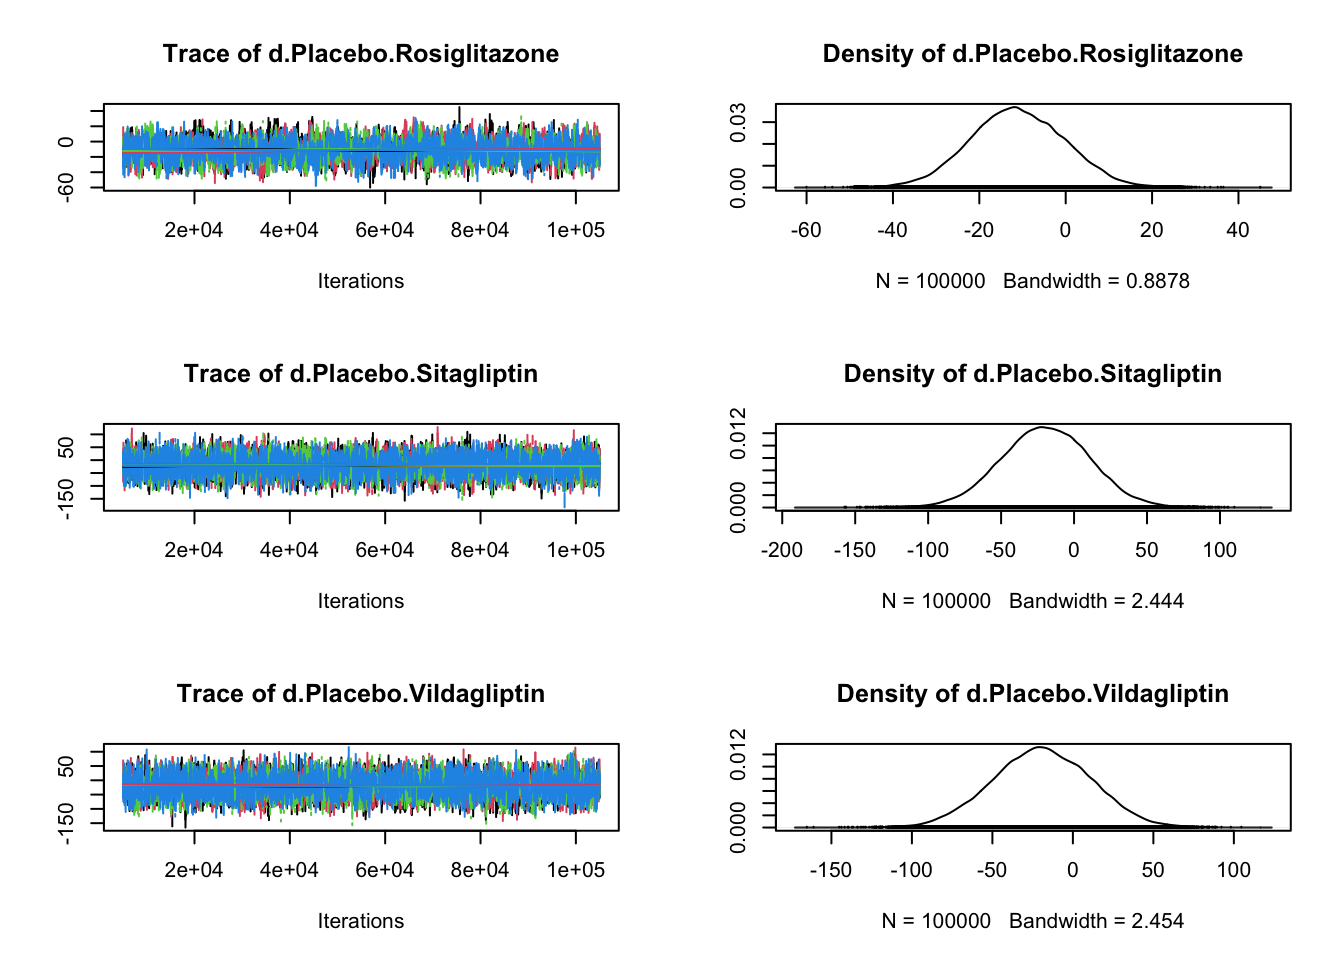 Trace of d.Placebo.Rosiglitazone
0
-60
2e+04 4e+04 6e+04 8e+04 1e+05
Iterations
Density of d.Placebo.Rosiglitazone
0.03
0.00
-60 -40 -20 0 20 40
N = 100000 Bandwidth = 0.8878
Trace of d.Placebo.Sitagliptin
50
-150
2e+04 4e+04 6e+04 8e+04 1e+05
Iterations
Density of d.Placebo.Sitagliptin
0.012
0.000
-200 -150 -100 -50 0 50 100
N = 100000 Bandwidth = 2.444
Trace of d.Placebo.Vildagliptin
50
-150
2e+04 4e+04 6e+04 8e+04 1e+05
Iterations
Density of d.Placebo.Vildagliptin
0.012
0.000
-150 -100 -50 0 50 100
N = 100000 Bandwidth = 2.454